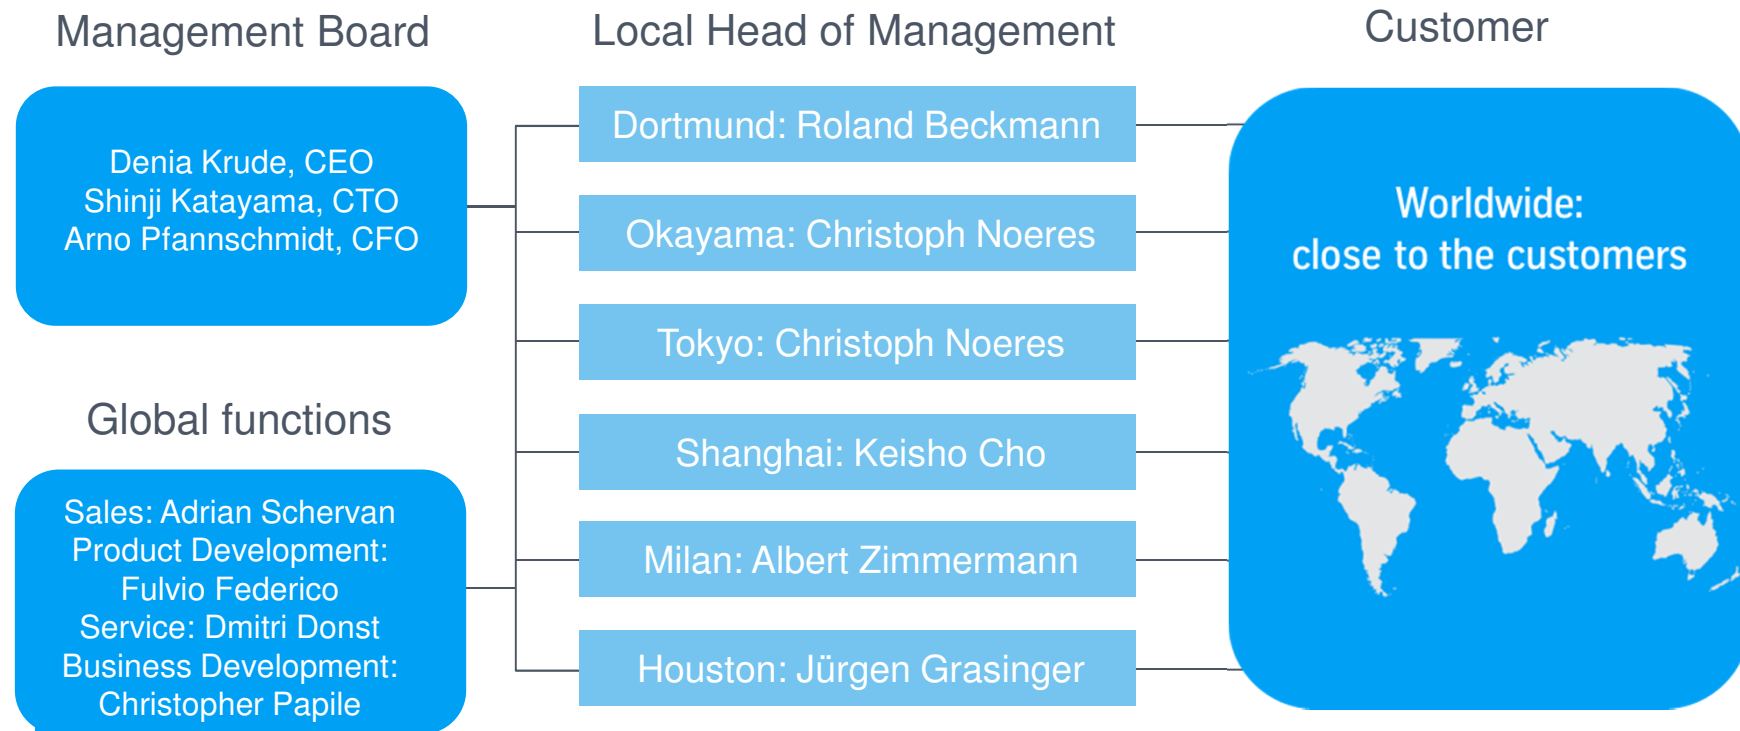 Management Board
Denia Krude, CEO
Shinji Katayama, CTO
Arno Pfannschmidt, CFO
Global functions
Sales: Adrian Schervan
Product Development:
Fulvio Federico
Service: Dmitri Donst
Business Development:
Christopher Papile
Local Head of Management
Dortmund: Roland Beckmann
Okayama: Christoph Noeres
Tokyo: Christoph Noeres
Shanghai: Keisho Cho
Milan: Albert Zimmermann
Houston: Jürgen Grasinger
Customer
Worldwide:
close to the customers